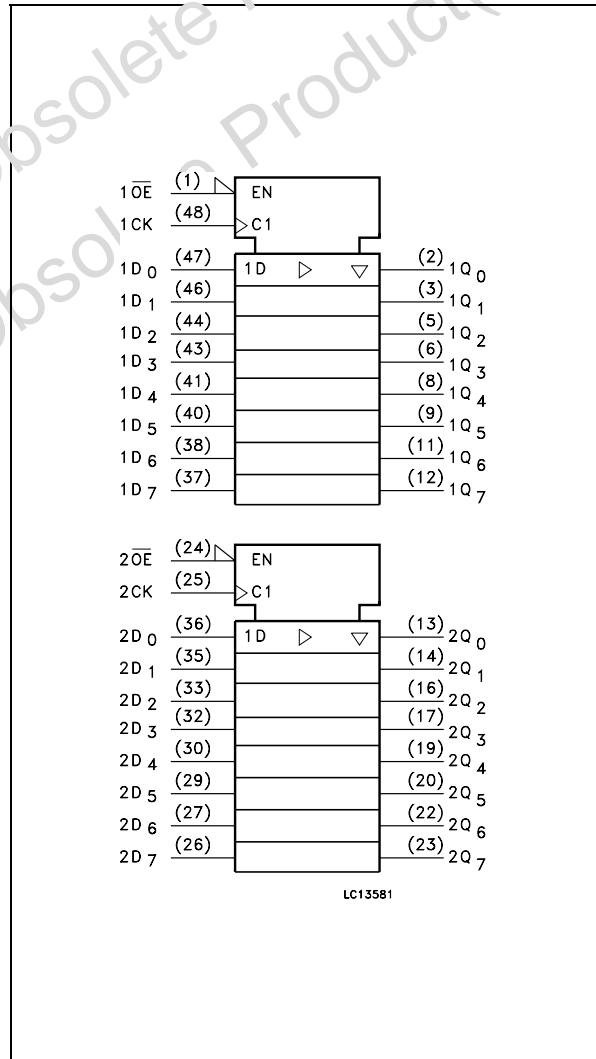 Obsolete Product(
1OE (1) EN
1CK (48) C1
1D0 (47) 1D (2) 1Q0
1D1 (46) (3) 1Q1
1D2 (44) (5) 1Q2
1D3 (43) (6) 1Q3
1D4 (41) (8) 1Q4
1D5 (40) (9) 1Q5
1D6 (38) (11) 1Q6
1D7 (37) (12) 1Q7
2OE (24) EN
2CK (25) C1
2D0 (36) 1D (13) 2Q0
2D1 (35) (14) 2Q1
2D2 (33) (16) 2Q2
2D3 (32) (17) 2Q3
2D4 (30) (19) 2Q4
2D5 (29) (20) 2Q5
2D6 (27) (22) 2Q6
2D7 (26) (23) 2Q7
LC13581